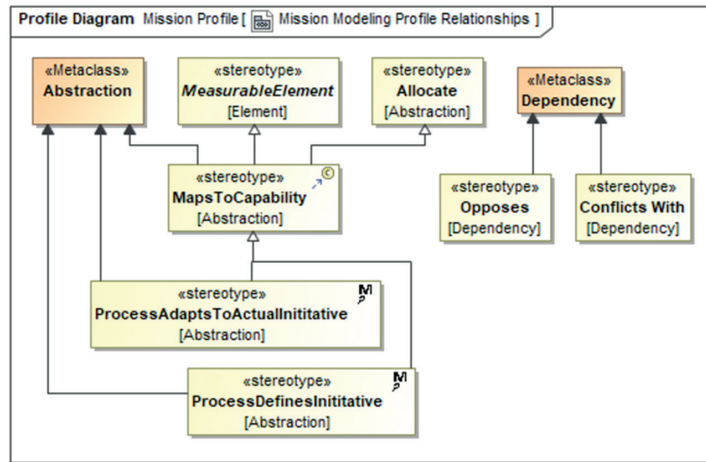 Profile Diagram Mission Profile [ Mission Modeling Profile Relationships ]
«Metaclass»
Abstraction
«stereotype»
MeasurableElement
[Element]
«stereotype»
Allocate
[Abstraction]
«Metaclass»
Dependency
«stereotype»
MapsToCapability
[Abstraction]
C
«stereotype»
Opposes
[Dependency]
«stereotype»
Conflicts With
[Dependency]
«stereotype»
ProcessAdaptsToActualInititative
[Abstraction]
M
«stereotype»
ProcessDefinesInititative
[Abstraction]
M